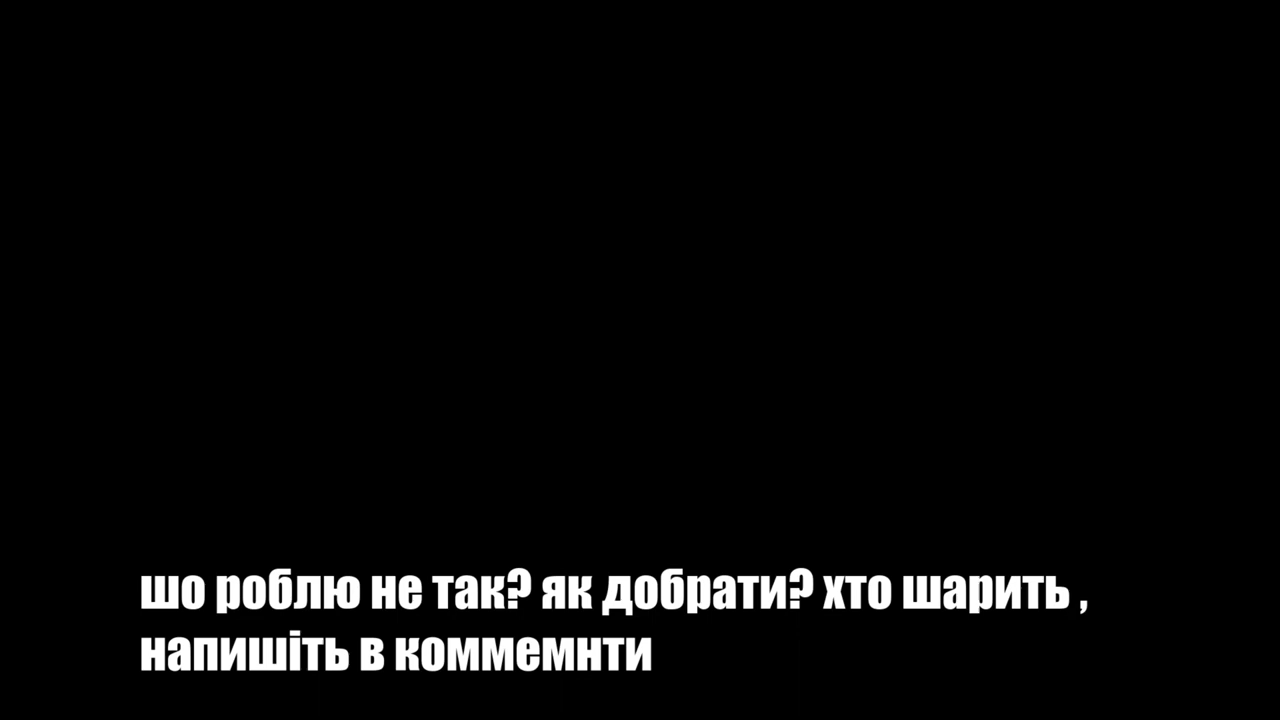 шо роблю не так? як добрати? хто шарить ,
напишіть в коммемнти